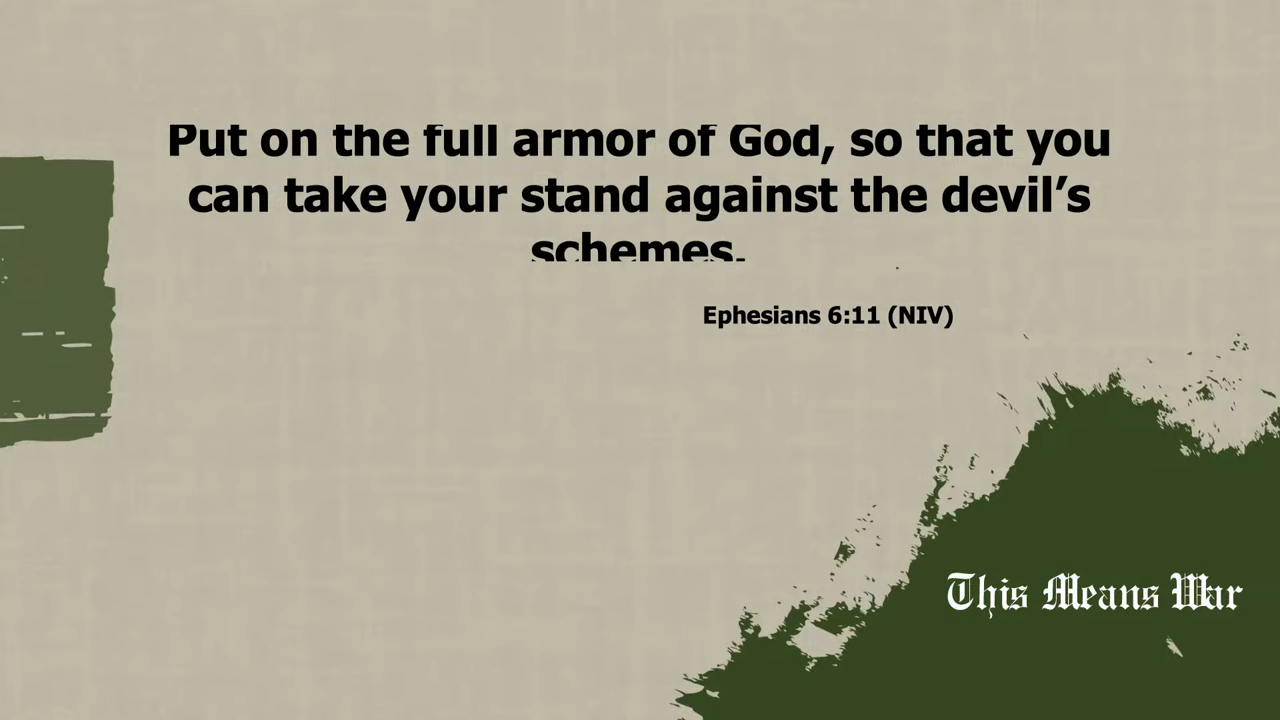 Put on the full armor of God, so that you
can take your stand against the devil’s
schemes.
Ephesians 6:11 (NIV)
This Means War